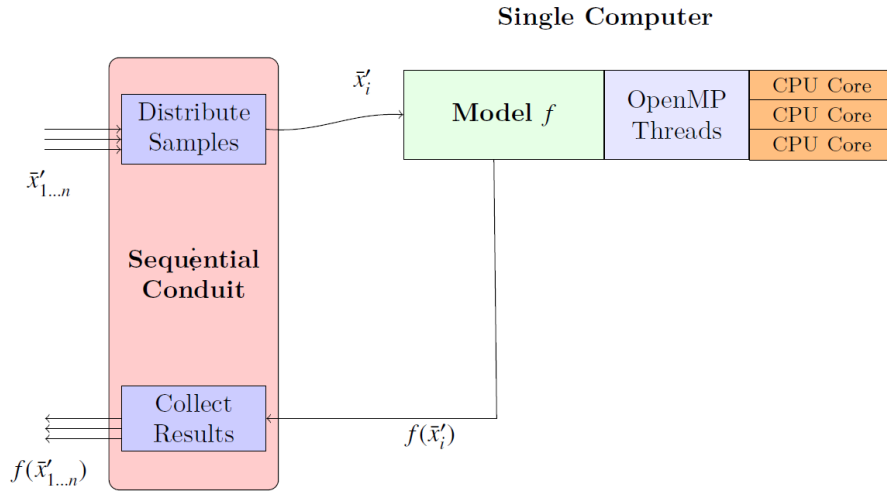 Single Computer
Distribute
Samples
x̄′ᵢ
Model f
OpenMP
Threads
CPU Core
CPU Core
CPU Core
x̄′₁...ₙ
Sequential
Conduit
Collect
Results
f(x̄′ᵢ)
f(x̄′₁...ₙ)